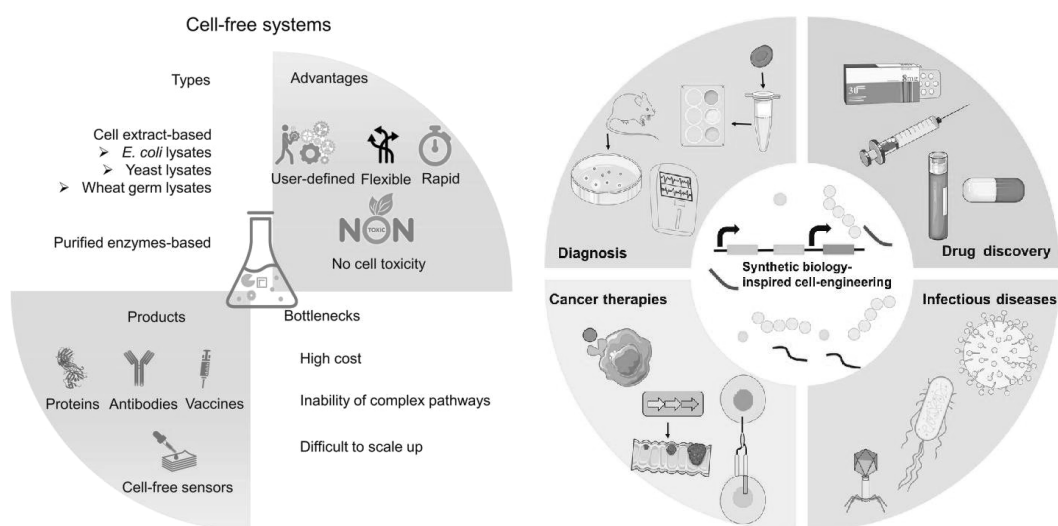 Cell-free systems
Types
Cell extract-based
➢ E. coli lysates
➢ Yeast lysates
➢ Wheat germ lysates
Purified enzymes-based
Advantages
User-defined
Flexible
Rapid
NON
TOXIC
No cell toxicity
Products
Proteins
Antibodies
Vaccines
Cell-free sensors
Bottlenecks
High cost
Inability of complex pathways
Difficult to scale up
Diagnosis
30
8mg
Drug discovery
Synthetic biology-
inspired cell-engineering
Cancer therapies
Infectious diseases